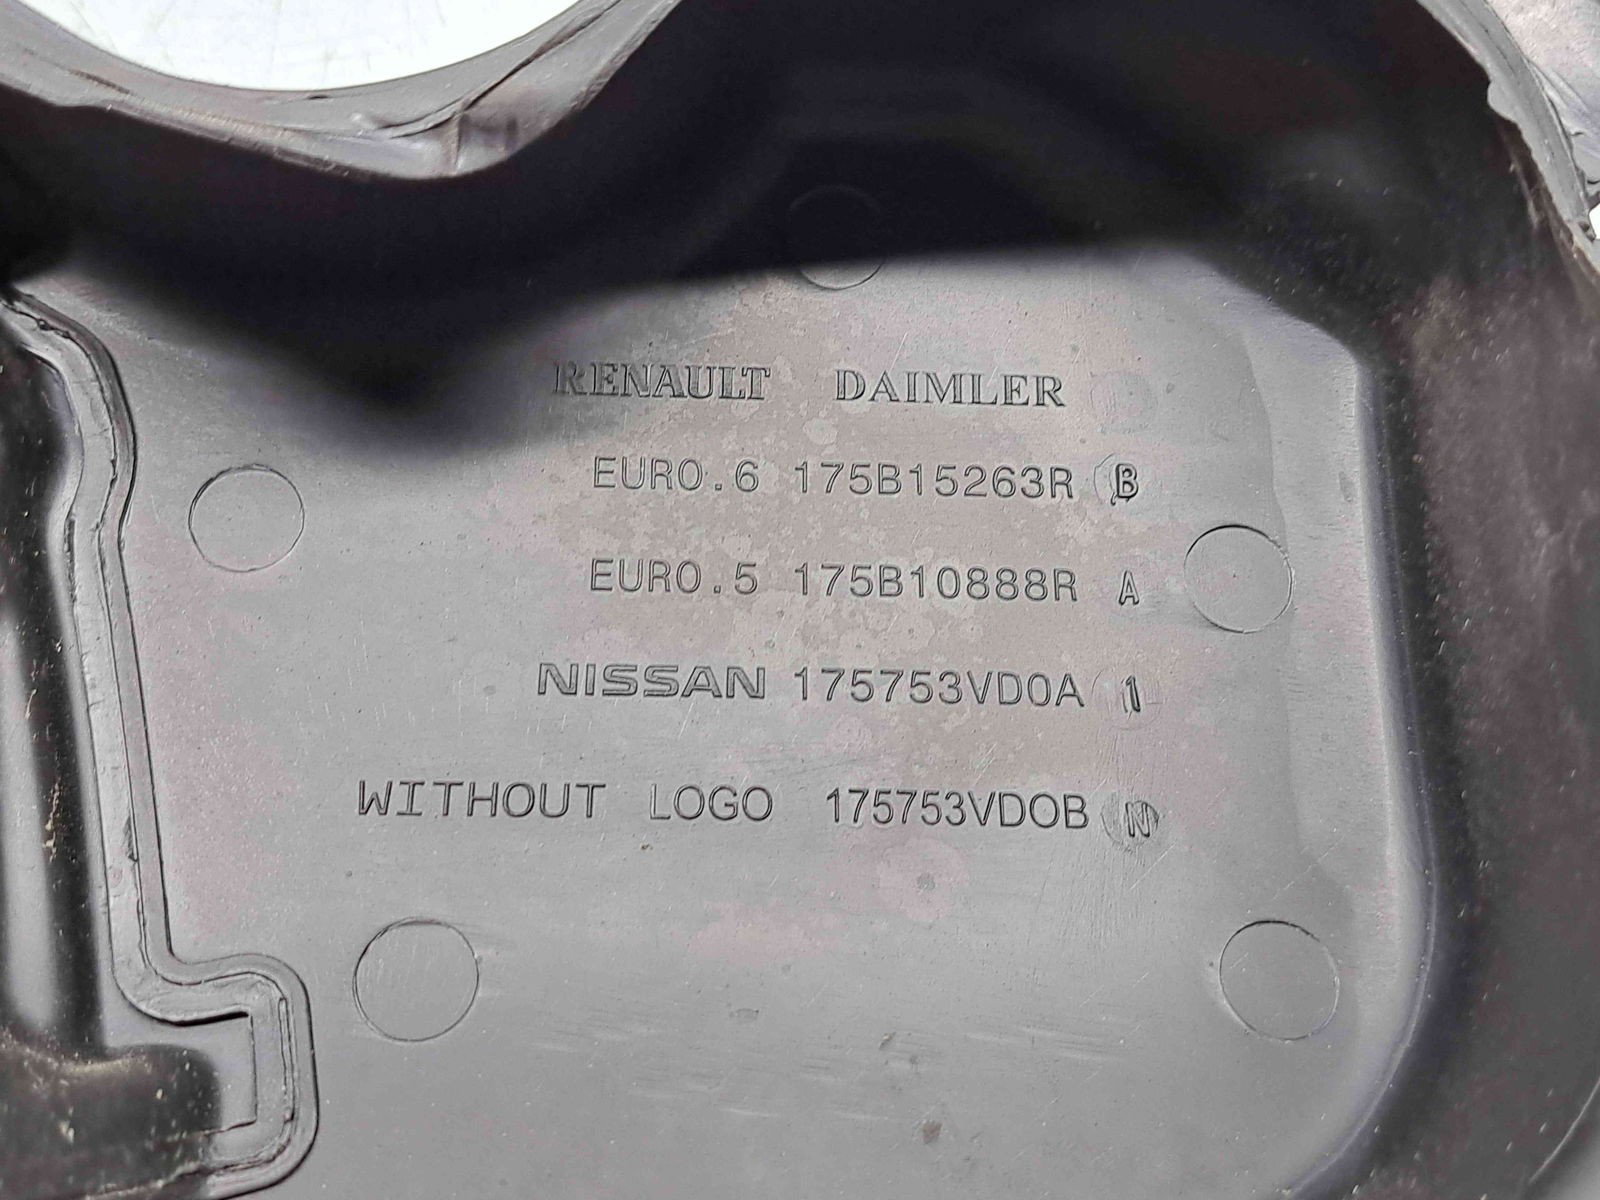 RENAULT DAIMLER
EURO.6 175B15263R B
EURO.5 175B10888R A
NISSAN 175753VD0A 1
WITHOUT LOGO 175753VD0B N